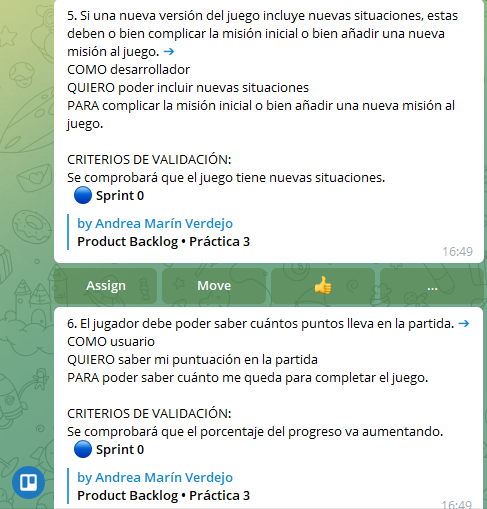 5. Si una nueva versión del juego incluye nuevas situaciones, estas
deben o bien complicar la misión inicial o bien añadir una nueva
misión al juego. →
COMO desarrollador
QUIERO poder incluir nuevas situaciones
PARA complicar la misión inicial o bien añadir una nueva misión al
juego.
CRITERIOS DE VALIDACIÓN:
Se comprobará que el juego tiene nuevas situaciones.
🔵 Sprint 0
by Andrea Marín Verdejo
Product Backlog • Práctica 3
16:49
Assign Move 👍 ...
6. El jugador debe poder saber cuántos puntos lleva en la partida. →
COMO usuario
QUIERO saber mi puntuación en la partida
PARA poder saber cuánto me queda para completar el juego.
CRITERIOS DE VALIDACIÓN:
Se comprobará que el porcentaje del progreso va aumentando.
🔵 Sprint 0
by Andrea Marín Verdejo
Product Backlog • Práctica 3
16:49